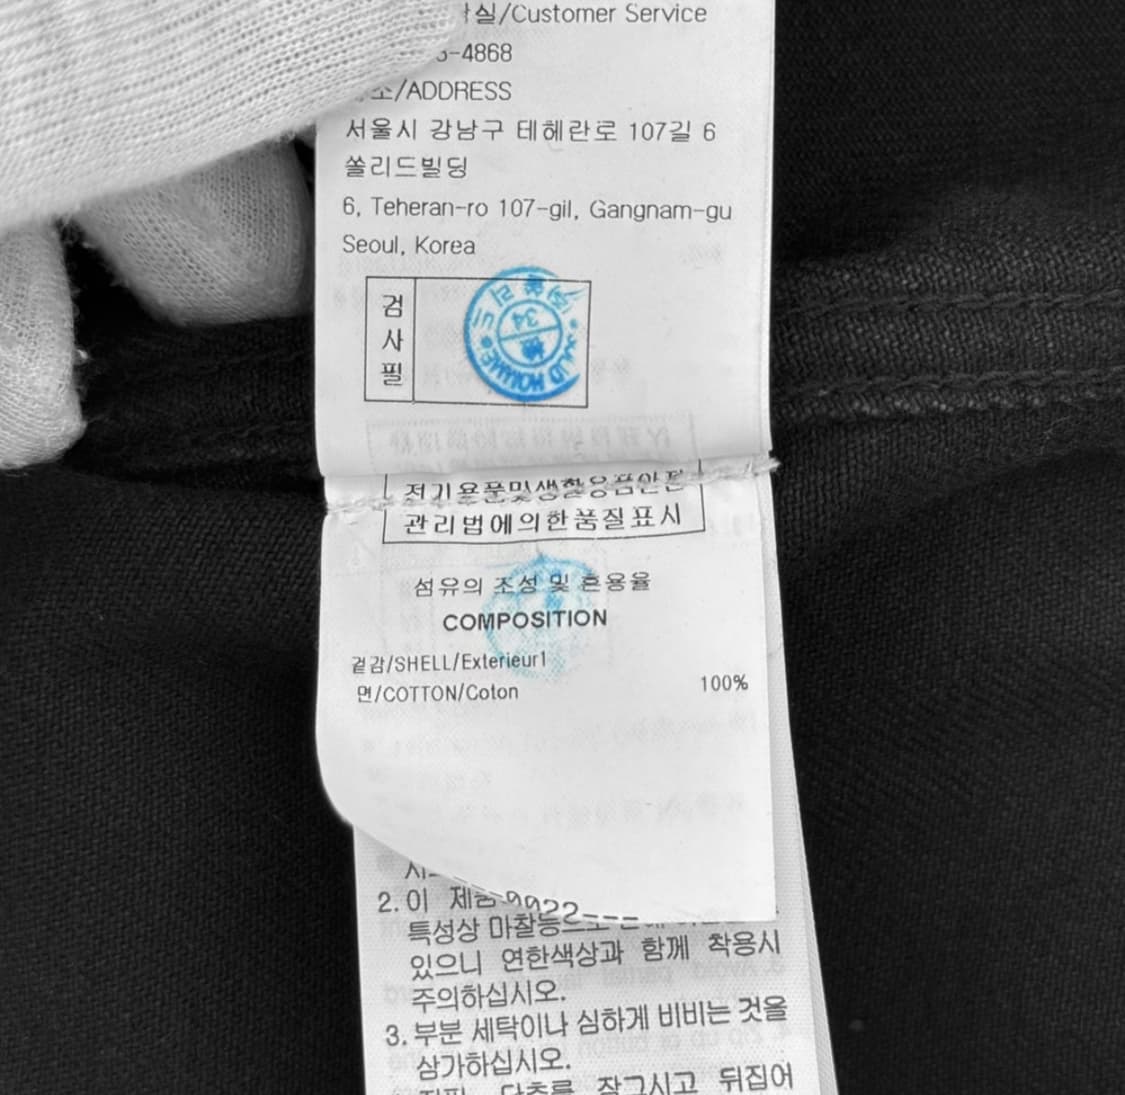 실/Customer Service
-4868
소/ADDRESS
서울시 강남구 테헤란로 107길 6
쏠리드빌딩
6, Teheran-ro 107-gil, Gangnam-gu
Seoul, Korea
검
사
필
34
SOLID HOMME
전기용품및생활용품안전
관리법에의한품질표시
섬유의 조성 및 혼용율
COMPOSITION
겉감/SHELL/Exterieur1
면/COTTON/Coton 100%
2. 이
특성상 마찰등으로
있으니 연한색상과 함께 착용시
주의하십시오.
3. 부분 세탁이나 심하게 비비는 것을
삼가하십시오.
단추를 잠그시고 뒤집어